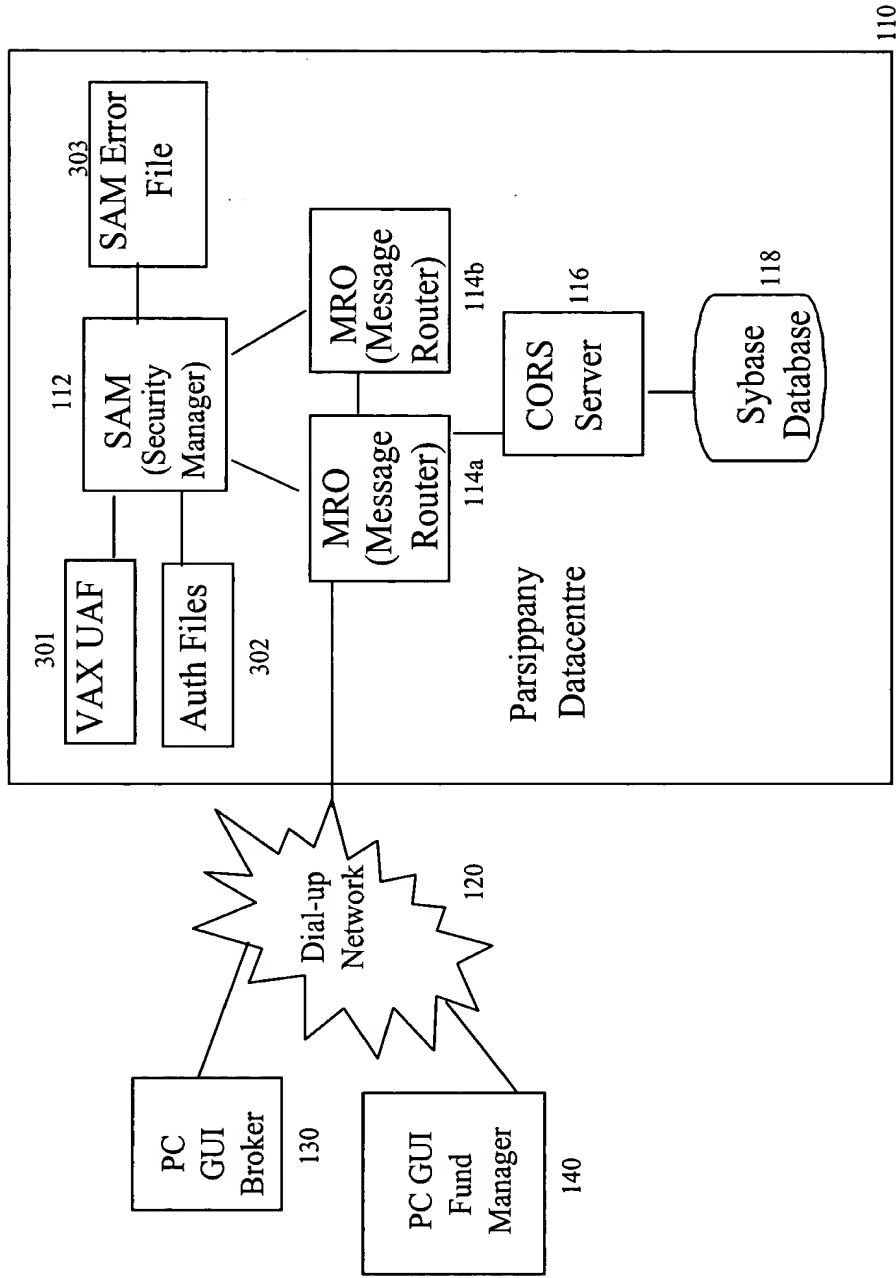 110
301
VAX UAF
Auth Files
302
112
SAM
(Security
Manager)
303
SAM Error
File
MRO
(Message
Router)
114a
MRO
(Message
Router)
114b
CORS
Server
116
Sybase
Database
118
Parsippany
Datacentre
Dial-up
Network
120
PC
GUI
Broker
130
PC GUI
Fund
Manager
140